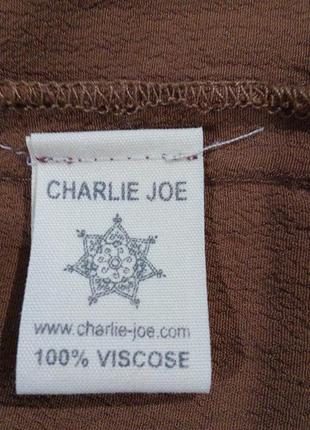 CHARLIE JOE
www.charlie-joe.com
100% VISCOSE